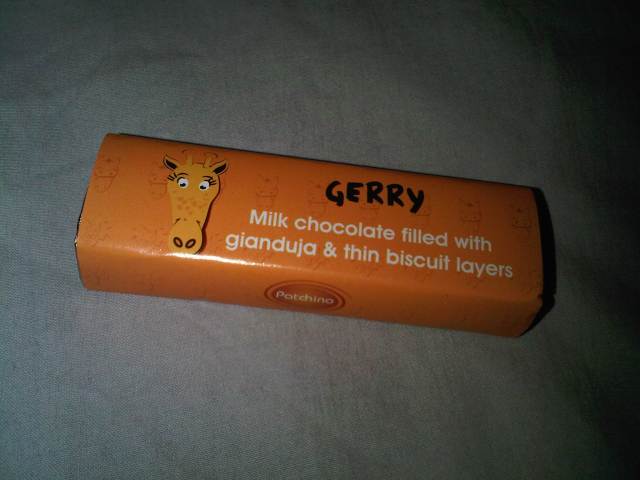 GERRY
Milk chocolate filled with
gianduja & thin biscuit layers
Patchino